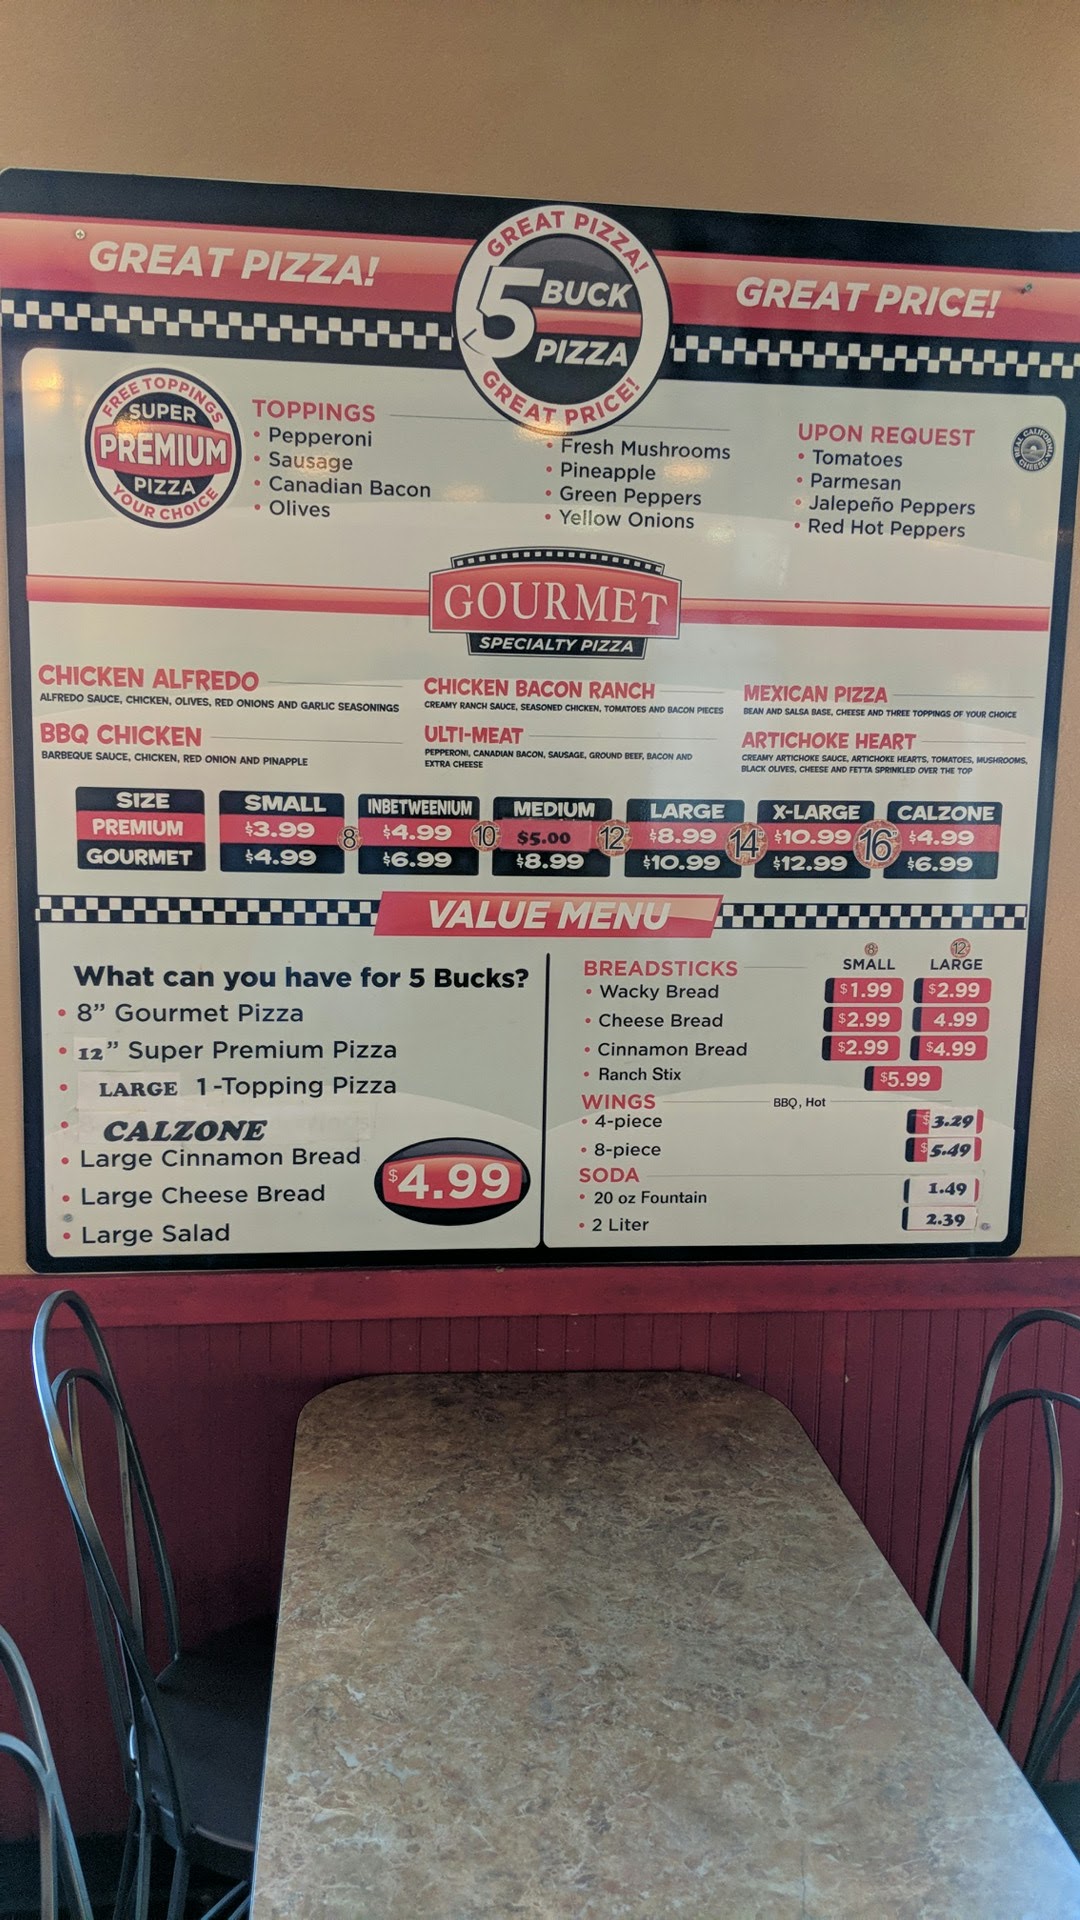 GREAT PIZZA!
GREAT PIZZA!
5 BUCK
PIZZA
GREAT PRICE!
GREAT PRICE!
FREE TOPPINGS
SUPER
PREMIUM
PIZZA
YOUR CHOICE
TOPPINGS
• Pepperoni
• Sausage
• Canadian Bacon
• Olives
• Fresh Mushrooms
• Pineapple
• Green Peppers
• Yellow Onions
UPON REQUEST
• Tomatoes
• Parmesan
• Jalepeño Peppers
• Red Hot Peppers
REAL CALIFORNIA
CHEESE
GOURMET
SPECIALTY PIZZA
CHICKEN ALFREDO
ALFREDO SAUCE, CHICKEN, OLIVES, RED ONIONS AND GARLIC SEASONINGS
BBQ CHICKEN
BARBEQUE SAUCE, CHICKEN, RED ONION AND PINAPPLE
CHICKEN BACON RANCH
CREAMY RANCH SAUCE, SEASONED CHICKEN, TOMATOES AND BACON PIECES
ULTI-MEAT
PEPPERONI, CANADIAN BACON, SAUSAGE, GROUND BEEF, BACON AND
EXTRA CHEESE
MEXICAN PIZZA
BEAN AND SALSA BASE, CHEESE AND THREE TOPPINGS OF YOUR CHOICE
ARTICHOKE HEART
CREAMY ARTICHOKE SAUCE, ARTICHOKE HEARTS, TOMATOES, MUSHROOMS,
BLACK OLIVES, CHEESE AND FETTA SPRINKLED OVER THE TOP
SIZE SMALL INBETWEENIUM MEDIUM LARGE X-LARGE CALZONE
PREMIUM $3.99 8 $4.99 10 $5.00 12 $8.99 14 $10.99 16 $4.99
GOURMET $4.99 $6.99 $8.99 $10.99 $12.99 $6.99
VALUE MENU
What can you have for 5 Bucks?
• 8" Gourmet Pizza
• 12" Super Premium Pizza
• LARGE 1-Topping Pizza
• CALZONE
• Large Cinnamon Bread
• Large Cheese Bread
• Large Salad
$4.99
8 12
BREADSTICKS SMALL LARGE
• Wacky Bread $1.99 $2.99
• Cheese Bread $2.99 4.99
• Cinnamon Bread $2.99 $4.99
• Ranch Stix $5.99
WINGS BBQ, Hot
• 4-piece $3.29
• 8-piece $5.49
SODA
• 20 oz Fountain 1.49
• 2 Liter 2.39